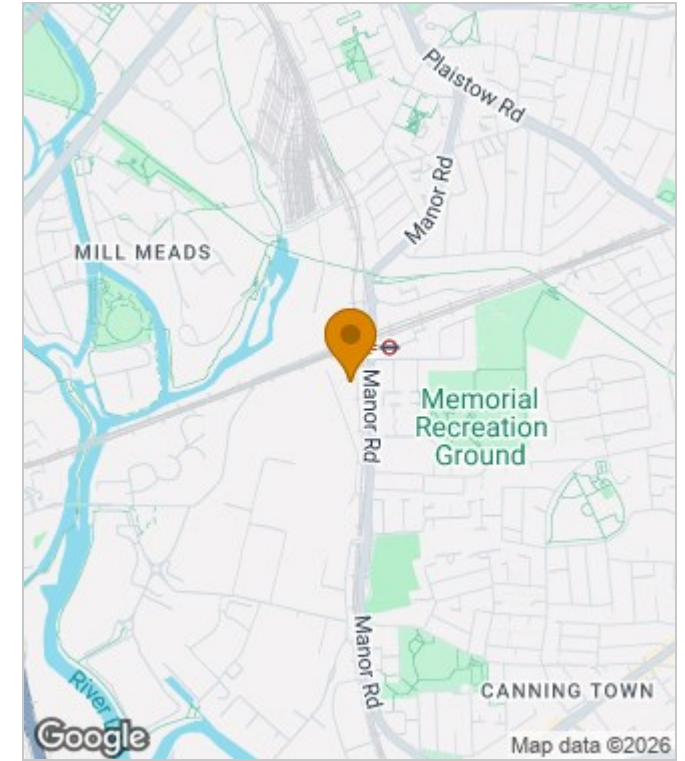 Plaistow Rd
Manor Rd
MILL MEADS
Manor Rd
Memorial
Recreation
Ground
Manor Rd
CANNING TOWN
River
Google
Map data ©2026